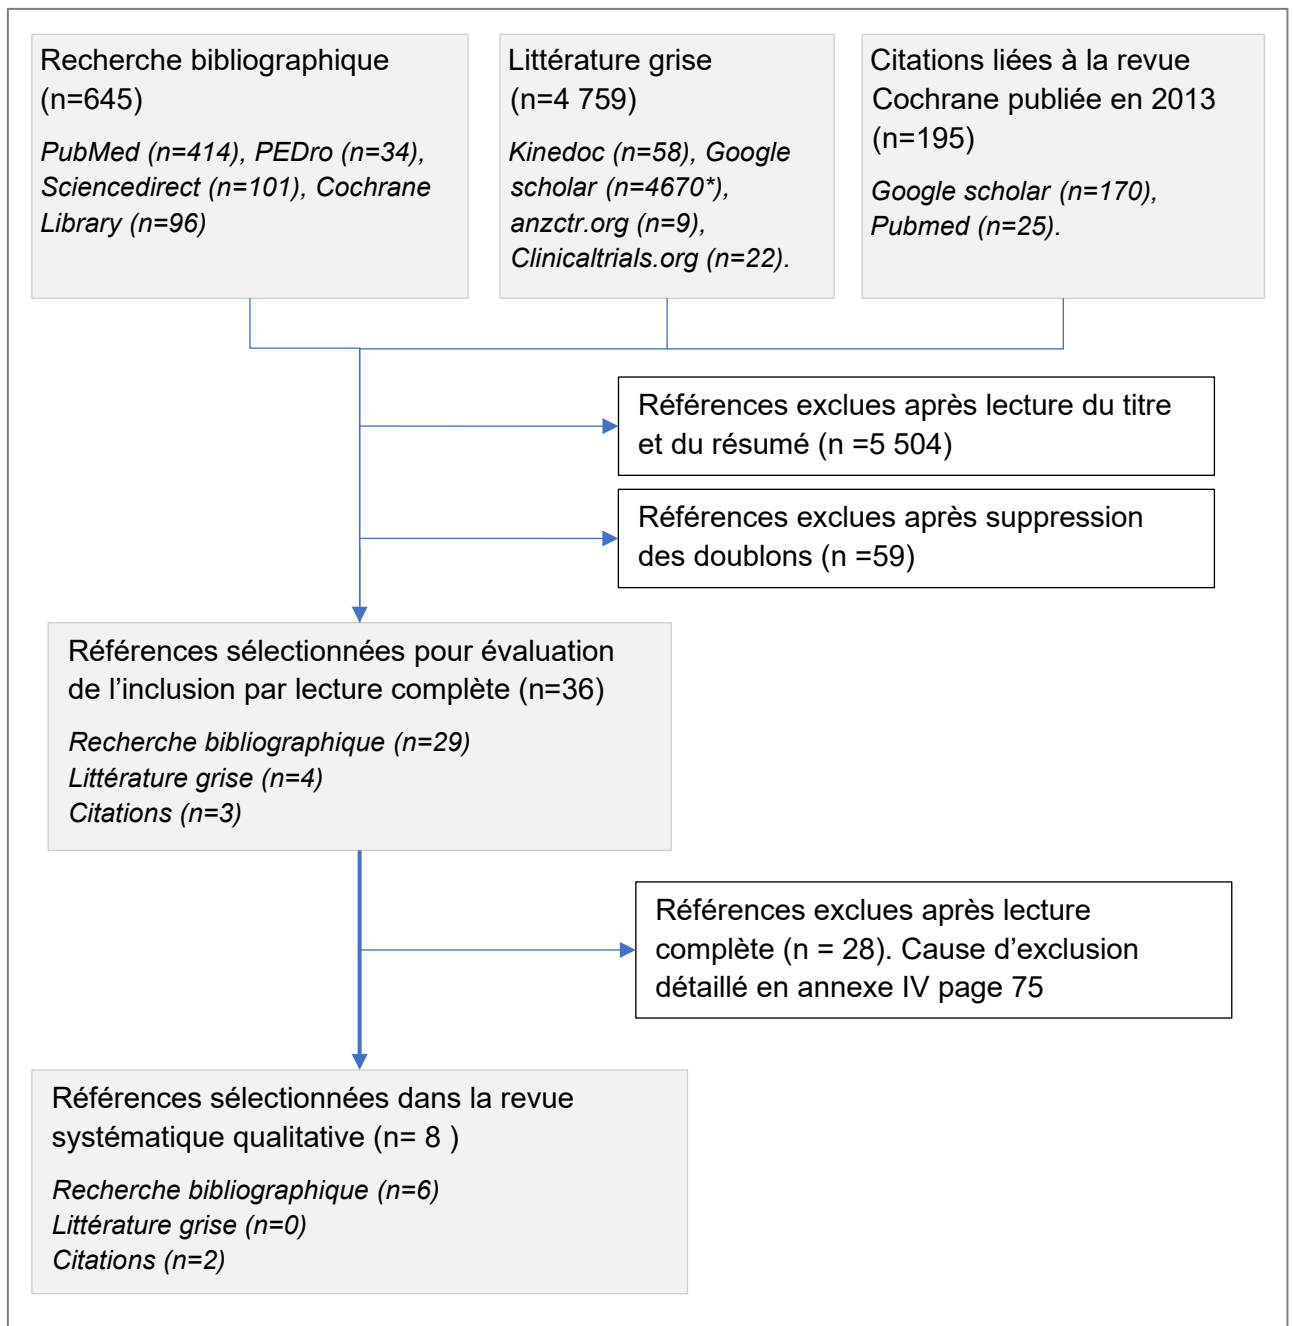 Recherche bibliographique
(n=645)
PubMed (n=414), PEDro (n=34),
Sciencedirect (n=101), Cochrane
Library (n=96)
Littérature grise
(n=4 759)
Kinedoc (n=58), Google
scholar (n=4670*),
anzctr.org (n=9),
Clinicaltrials.org (n=22).
Citations liées à la revue
Cochrane publiée en 2013
(n=195)
Google scholar (n=170),
Pubmed (n=25).
Références exclues après lecture du titre
et du résumé (n =5 504)
Références exclues après suppression
des doublons (n =59)
Références sélectionnées pour évaluation
de l’inclusion par lecture complète (n=36)
Recherche bibliographique (n=29)
Littérature grise (n=4)
Citations (n=3)
Références exclues après lecture
complète (n = 28). Cause d’exclusion
détaillé en annexe IV page 75
Références sélectionnées dans la revue
systématique qualitative (n= 8 )
Recherche bibliographique (n=6)
Littérature grise (n=0)
Citations (n=2)